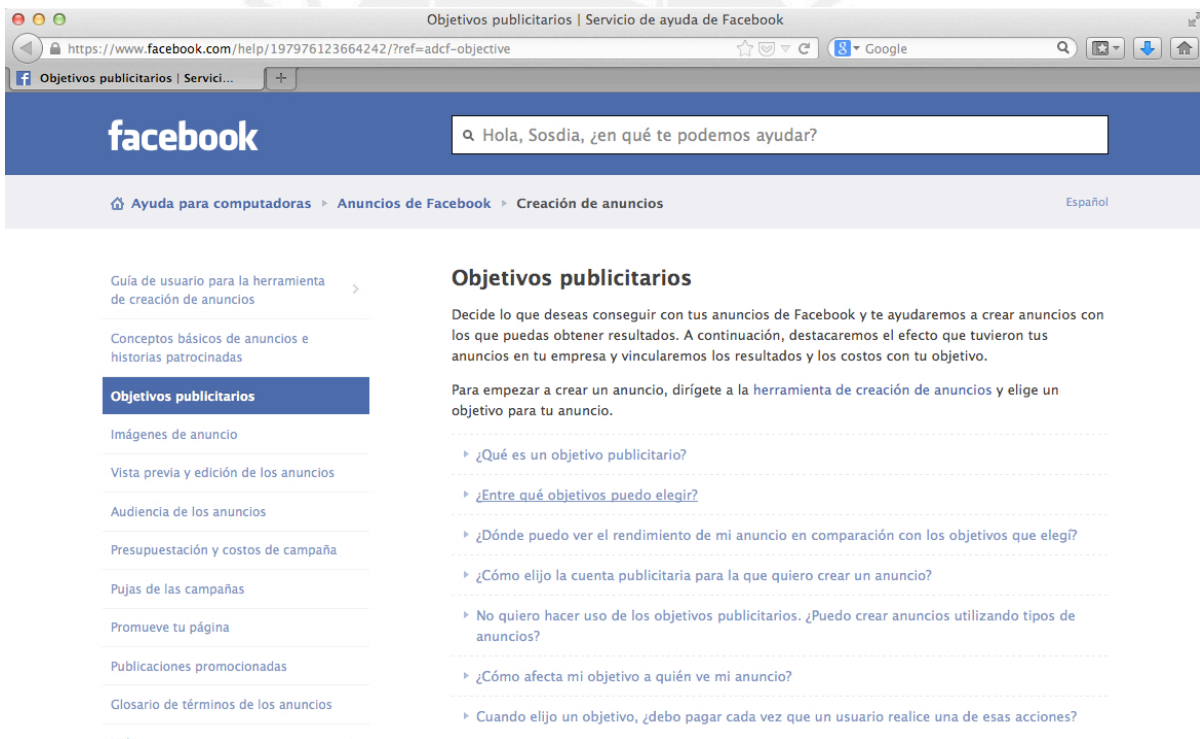 Objetivos publicitarios | Servicio de ayuda de Facebook
https://www.facebook.com/help/197976123664242/?ref=adcf-objective
Google
Objetivos publicitarios | Servici...
facebook
Hola, Sosdia, ¿en qué te podemos ayudar?
Ayuda para computadoras ▸ Anuncios de Facebook ▸ Creación de anuncios
Español
Guía de usuario para la herramienta
de creación de anuncios
Conceptos básicos de anuncios e
historias patrocinadas
Objetivos publicitarios
Imágenes de anuncio
Vista previa y edición de los anuncios
Audiencia de los anuncios
Presupuestación y costos de campaña
Pujas de las campañas
Promueve tu página
Publicaciones promocionadas
Glosario de términos de los anuncios
Objetivos publicitarios
Decide lo que deseas conseguir con tus anuncios de Facebook y te ayudaremos a crear anuncios con
los que puedas obtener resultados. A continuación, destacaremos el efecto que tuvieron tus
anuncios en tu empresa y vincularemos los resultados y los costos con tu objetivo.
Para empezar a crear un anuncio, dirígete a la herramienta de creación de anuncios y elige un
objetivo para tu anuncio.
¿Qué es un objetivo publicitario?
¿Entre qué objetivos puedo elegir?
¿Dónde puedo ver el rendimiento de mi anuncio en comparación con los objetivos que elegí?
¿Cómo elijo la cuenta publicitaria para la que quiero crear un anuncio?
No quiero hacer uso de los objetivos publicitarios. ¿Puedo crear anuncios utilizando tipos de
anuncios?
¿Cómo afecta mi objetivo a quién ve mi anuncio?
Cuando elijo un objetivo, ¿debo pagar cada vez que un usuario realice una de esas acciones?